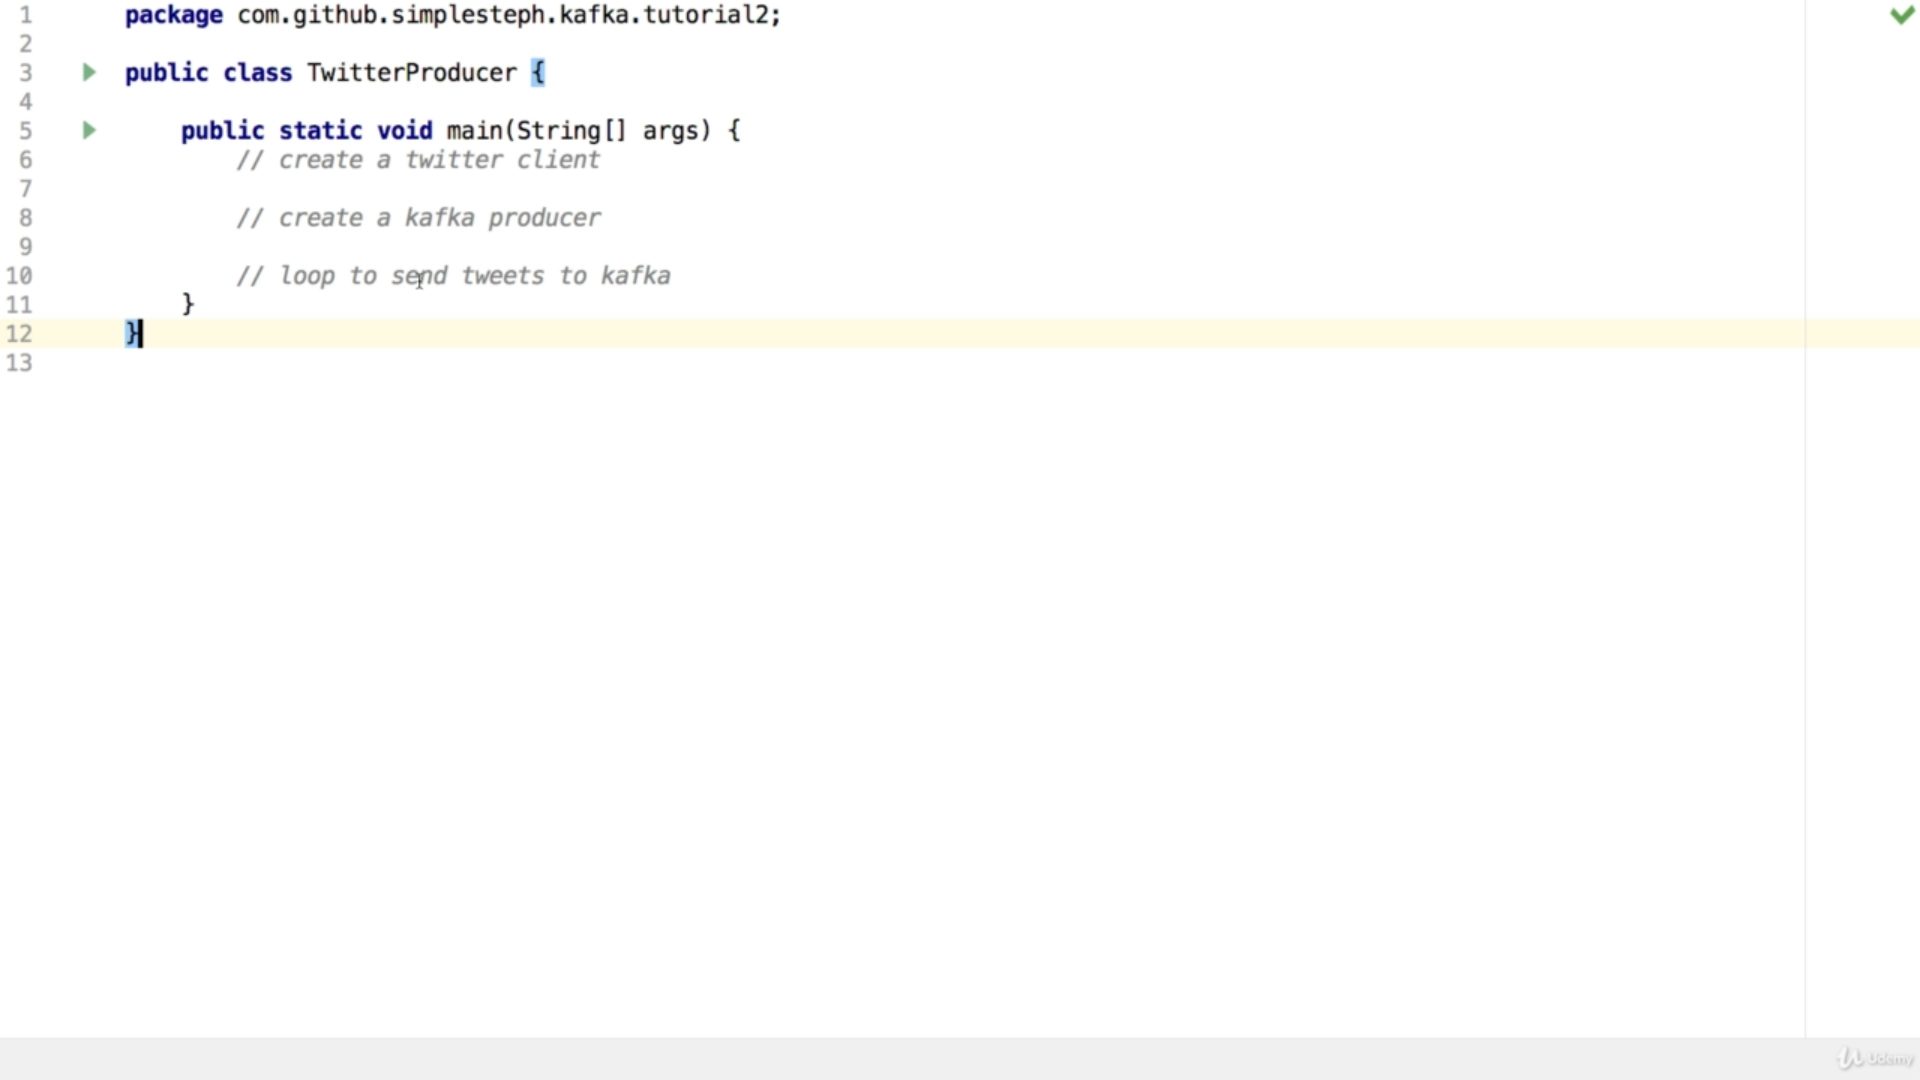 1 package com.github.simplesteph.kafka.tutorial2;
2
3 public class TwitterProducer {
4
5 public static void main(String[] args) {
6 // create a twitter client
7
8 // create a kafka producer
9
10 // loop to send tweets to kafka
11 }
12 }
13
Udemy